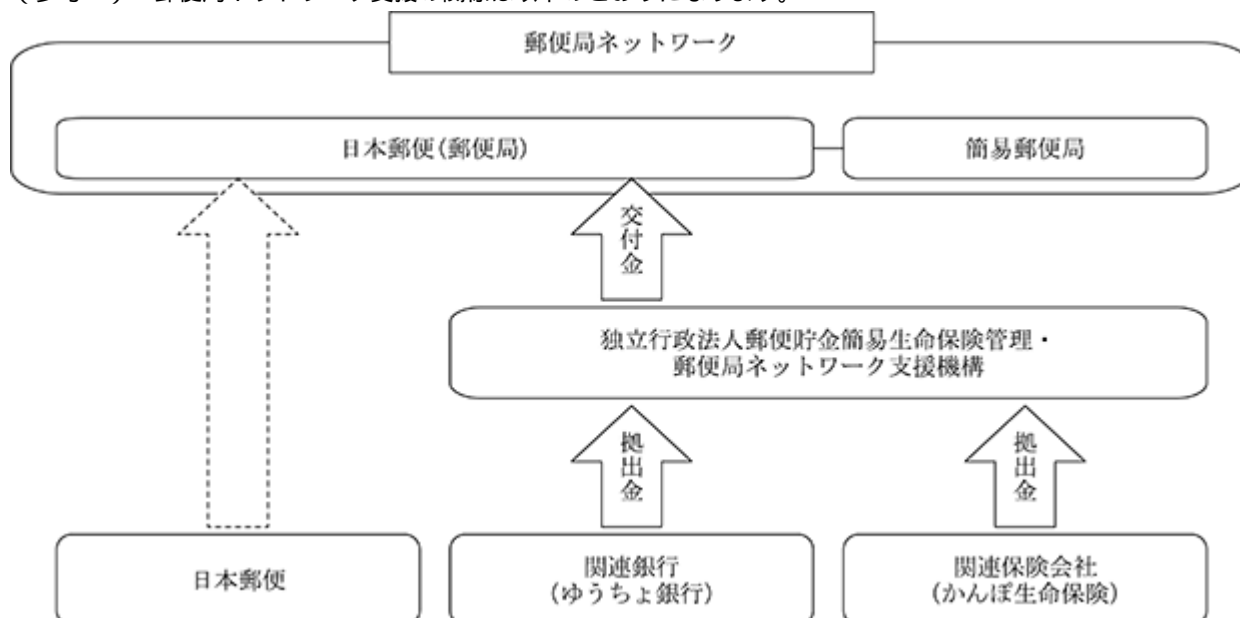 郵便局ネットワーク
日本郵便(郵便局)
簡易郵便局
交付金
独立行政法人郵便貯金簡易生命保険管理・
郵便局ネットワーク支援機構
拠出金
拠出金
日本郵便
関連銀行
(ゆうちょ銀行)
関連保険会社
(かんぽ生命保険)